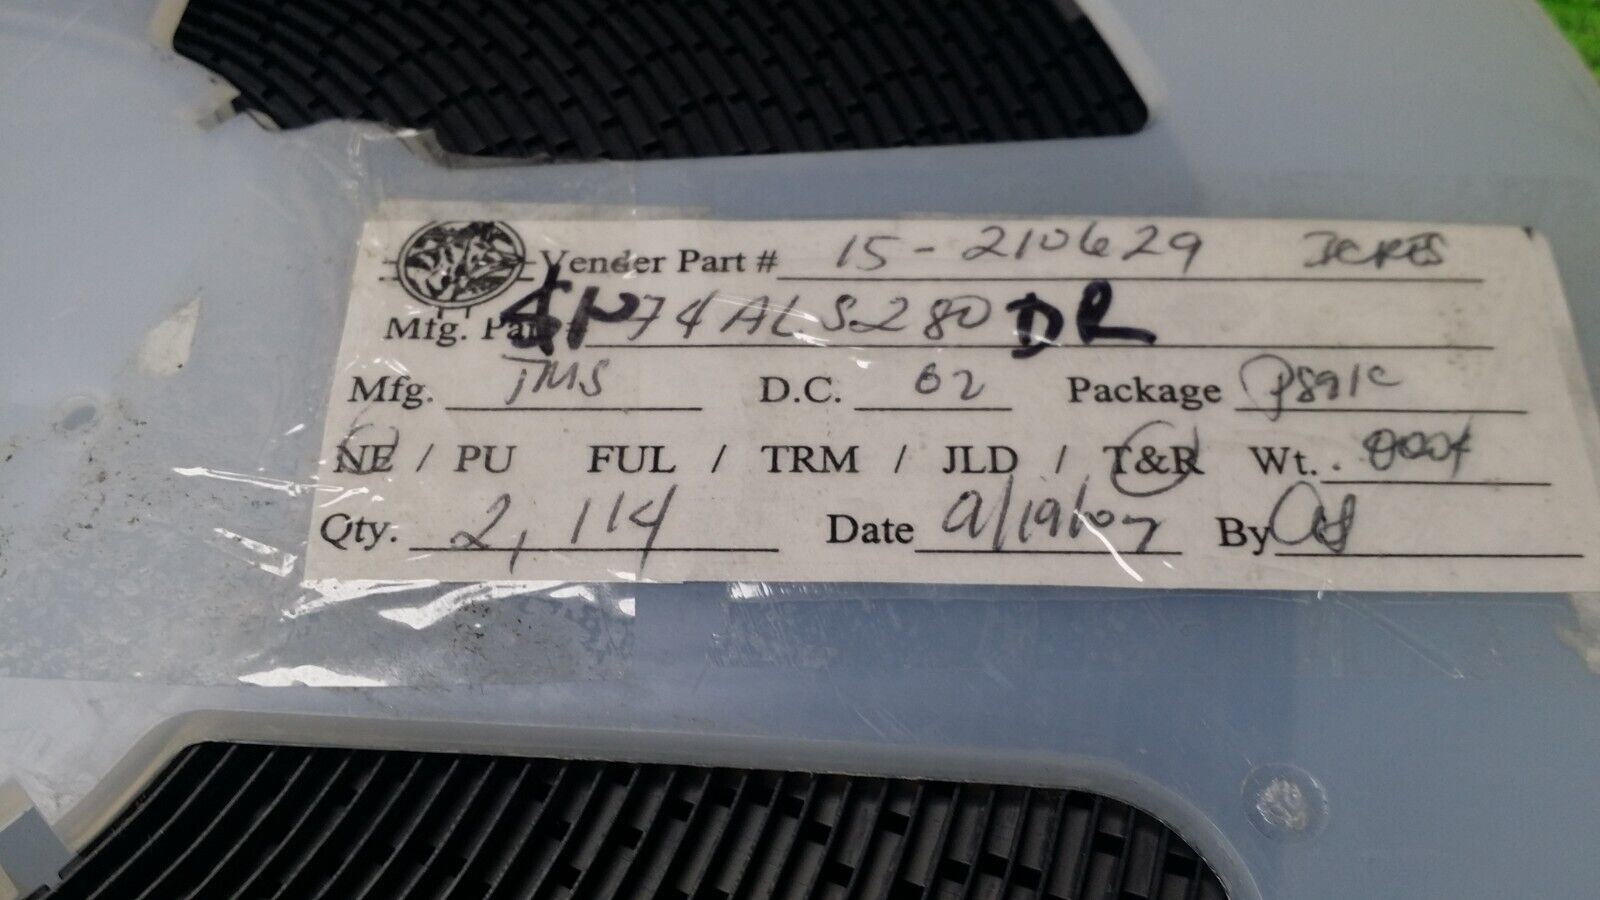 Vender Part # 15-210629
Mfg. Part # SN74ALS280DR
Mfg. TMS D.C. 02 Package
NE / PU FUL / TRM / JLD / T&R Wt.
Qty. 2,114 Date 9/19/07 By